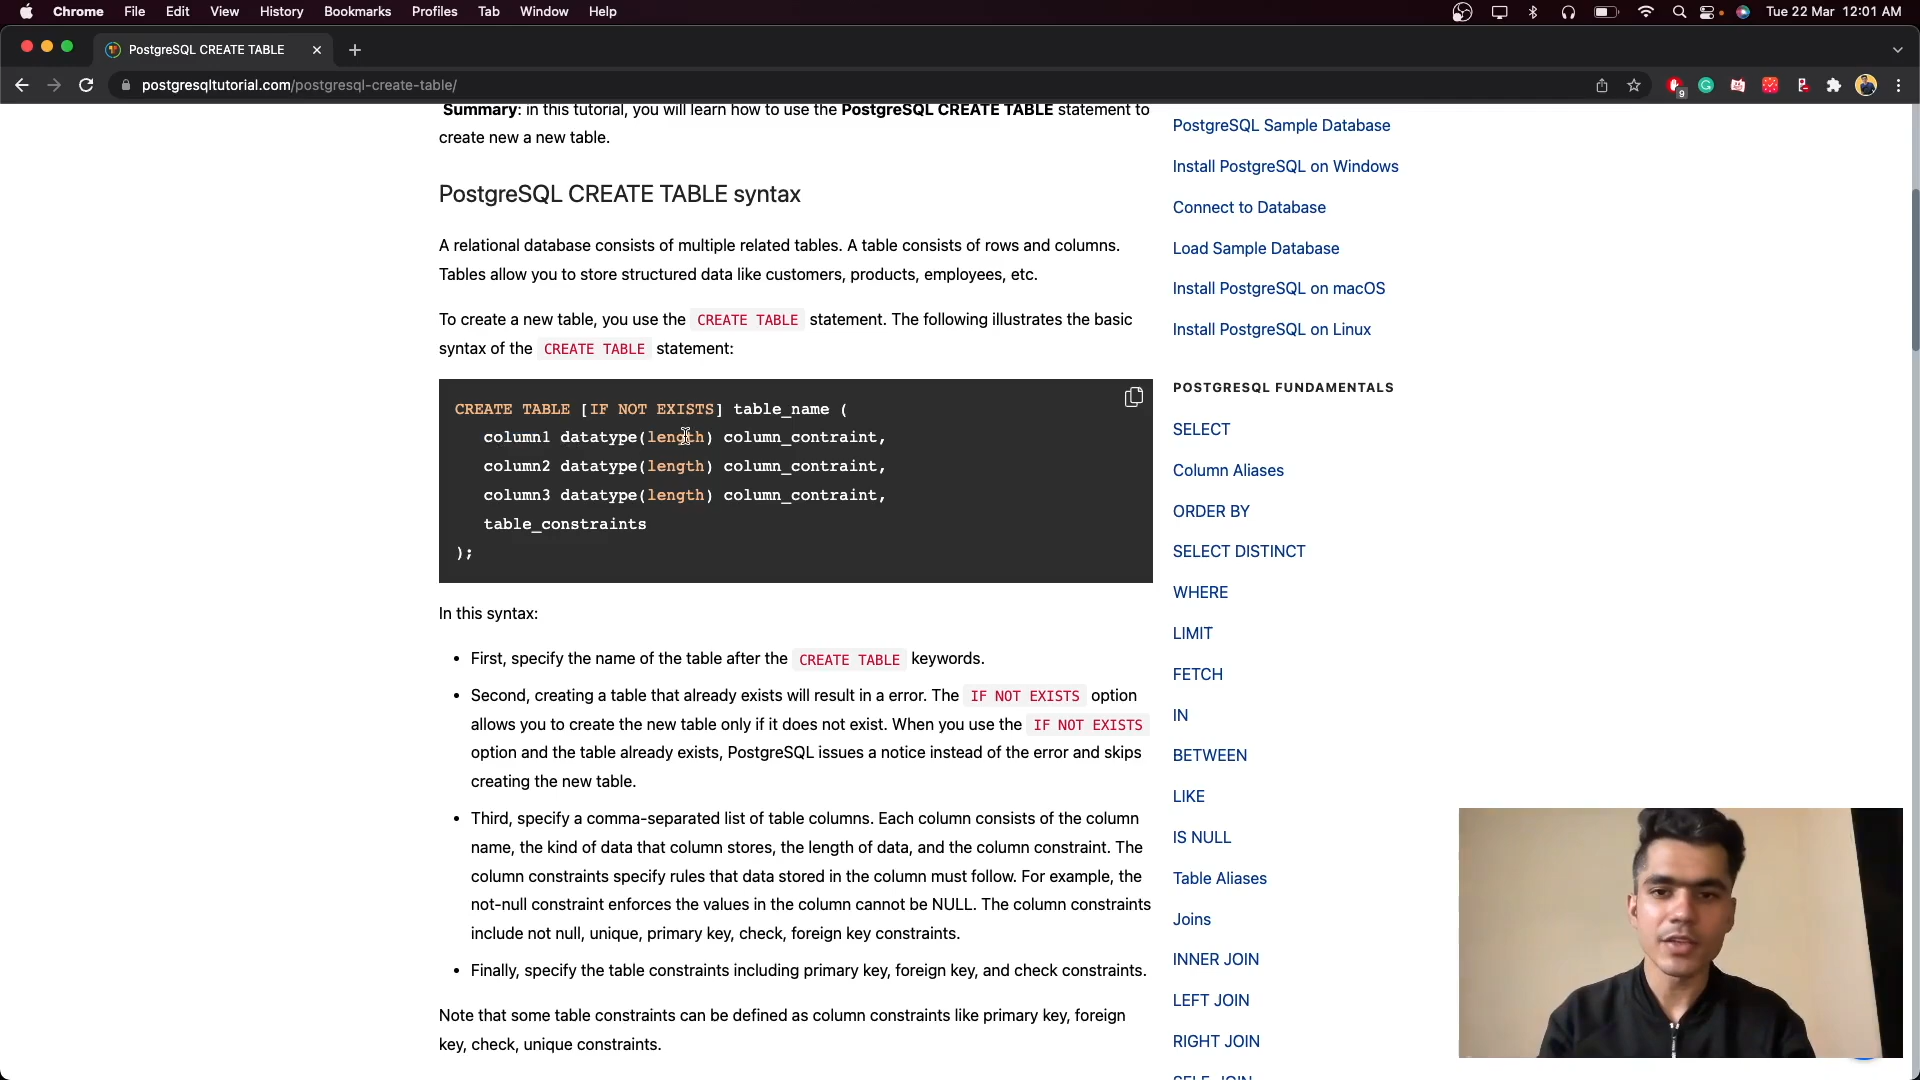 Chrome File Edit View History Bookmarks Profiles Tab Window Help Tue 22 Mar 12:01 AM
PostgreSQL CREATE TABLE
postgresqltutorial.com/postgresql-create-table/
9
Summary: in this tutorial, you will learn how to use the PostgreSQL CREATE TABLE statement to
create new a new table.
PostgreSQL CREATE TABLE syntax
A relational database consists of multiple related tables. A table consists of rows and columns.
Tables allow you to store structured data like customers, products, employees, etc.
To create a new table, you use the CREATE TABLE statement. The following illustrates the basic
syntax of the CREATE TABLE statement:
CREATE TABLE [IF NOT EXISTS] table_name (
column1 datatype(length) column_contraint,
column2 datatype(length) column_contraint,
column3 datatype(length) column_contraint,
table_constraints
);
In this syntax:
• First, specify the name of the table after the CREATE TABLE keywords.
• Second, creating a table that already exists will result in a error. The IF NOT EXISTS option
allows you to create the new table only if it does not exist. When you use the IF NOT EXISTS
option and the table already exists, PostgreSQL issues a notice instead of the error and skips
creating the new table.
• Third, specify a comma-separated list of table columns. Each column consists of the column
name, the kind of data that column stores, the length of data, and the column constraint. The
column constraints specify rules that data stored in the column must follow. For example, the
not-null constraint enforces the values in the column cannot be NULL. The column constraints
include not null, unique, primary key, check, foreign key constraints.
• Finally, specify the table constraints including primary key, foreign key, and check constraints.
Note that some table constraints can be defined as column constraints like primary key, foreign
key, check, unique constraints.
PostgreSQL Sample Database
Install PostgreSQL on Windows
Connect to Database
Load Sample Database
Install PostgreSQL on macOS
Install PostgreSQL on Linux
POSTGRESQL FUNDAMENTALS
SELECT
Column Aliases
ORDER BY
SELECT DISTINCT
WHERE
LIMIT
FETCH
IN
BETWEEN
LIKE
IS NULL
Table Aliases
Joins
INNER JOIN
LEFT JOIN
RIGHT JOIN
SELF JOIN